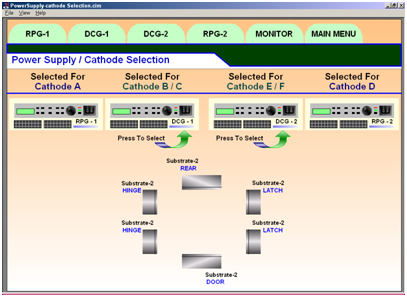 PowerSupply-cathode Selection.cim
File View Help
RPG-1 DCG-1 DCG-2 RPG-2 MONITOR MAIN MENU
Power Supply / Cathode Selection
Selected For Selected For Selected For Selected For
Cathode A Cathode B / C Cathode E / F Cathode D
RPG - 1 DCG - 1 DCG - 2 RPG - 2
Press To Select Press To Select
Substrate-2
REAR
Substrate-2 Substrate-2
HINGE LATCH
Substrate-2 Substrate-2
HINGE LATCH
Substrate-2
DOOR